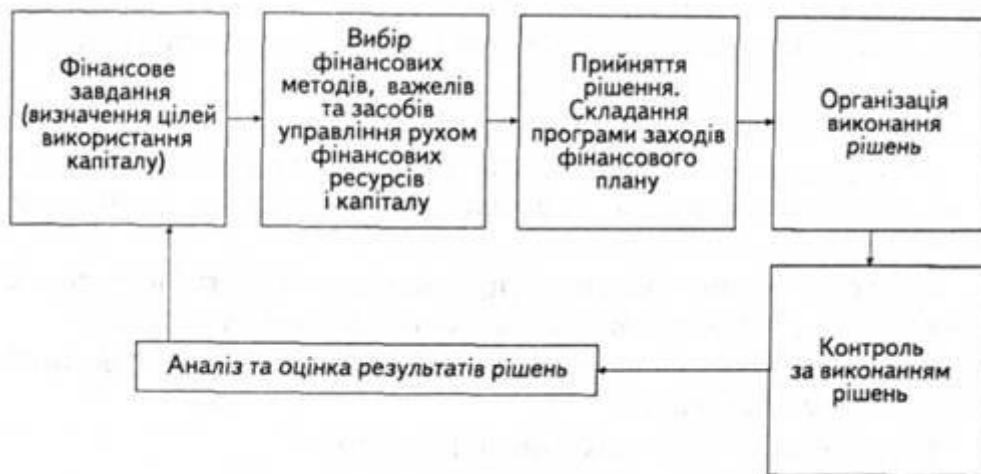 Фінансове
завдання
(визначення цілей
використання
капіталу)
Вибір
фінансових
методів, важелів
та засобів
управління рухом
фінансових
ресурсів
і капіталу
Прийняття
рішення.
Складання
програми заходів
фінансового
плану
Організація
виконання
рішень
Контроль
за виконанням
рішень
Аналіз та оцінка результатів рішень